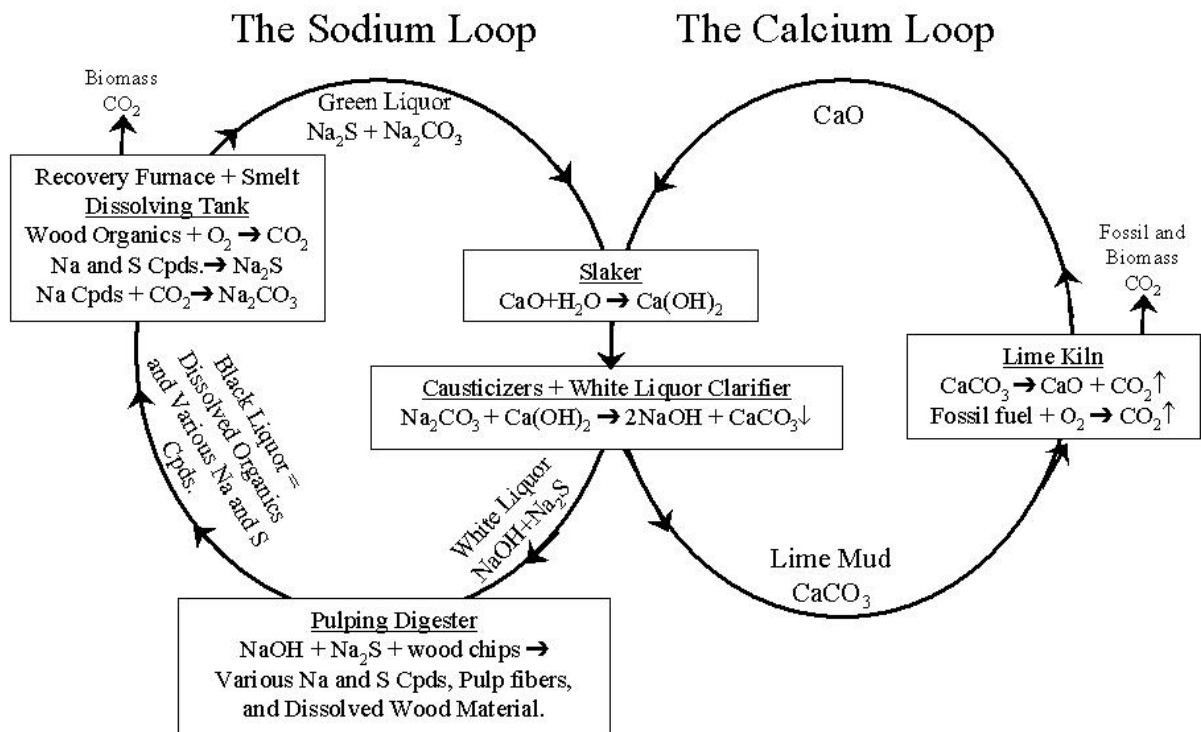 The Sodium Loop
The Calcium Loop
Biomass
CO₂
Green Liquor
Na₂S + Na₂CO₃
CaO
Recovery Furnace + Smelt
Dissolving Tank
Wood Organics + O₂ ➔ CO₂
Na and S Cpds.➔ Na₂S
Na Cpds + CO₂➔ Na₂CO₃
Slaker
CaO+H₂O ➔ Ca(OH)₂
Fossil and
Biomass
CO₂
Causticizers + White Liquor Clarifier
Na₂CO₃ + Ca(OH)₂ ➔ 2NaOH + CaCO₃↓
Lime Kiln
CaCO₃ ➔ CaO + CO₂↑
Fossil fuel + O₂ ➔ CO₂↑
Black Liquor =
Dissolved Organics
and Various Na and S
Cpds.
White Liquor
NaOH+Na₂S
Lime Mud
CaCO₃
Pulping Digester
NaOH + Na₂S + wood chips ➔
Various Na and S Cpds, Pulp fibers,
and Dissolved Wood Material.